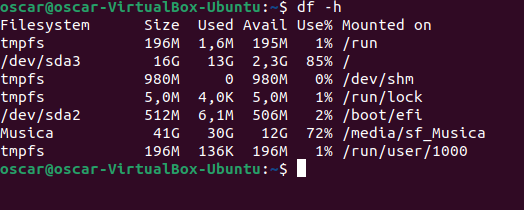 oscar@oscar-VirtualBox-Ubuntu:~$ df -h
Filesystem      Size  Used Avail Use% Mounted on
tmpfs           196M  1,6M  195M   1% /run
/dev/sda3        16G   13G  2,3G  85% /
tmpfs           980M     0  980M   0% /dev/shm
tmpfs           5,0M  4,0K  5,0M   1% /run/lock
/dev/sda2       512M  6,1M  506M   2% /boot/efi
Musica           41G   30G   12G  72% /media/sf_Musica
tmpfs           196M  136K  196M   1% /run/user/1000
oscar@oscar-VirtualBox-Ubuntu:~$